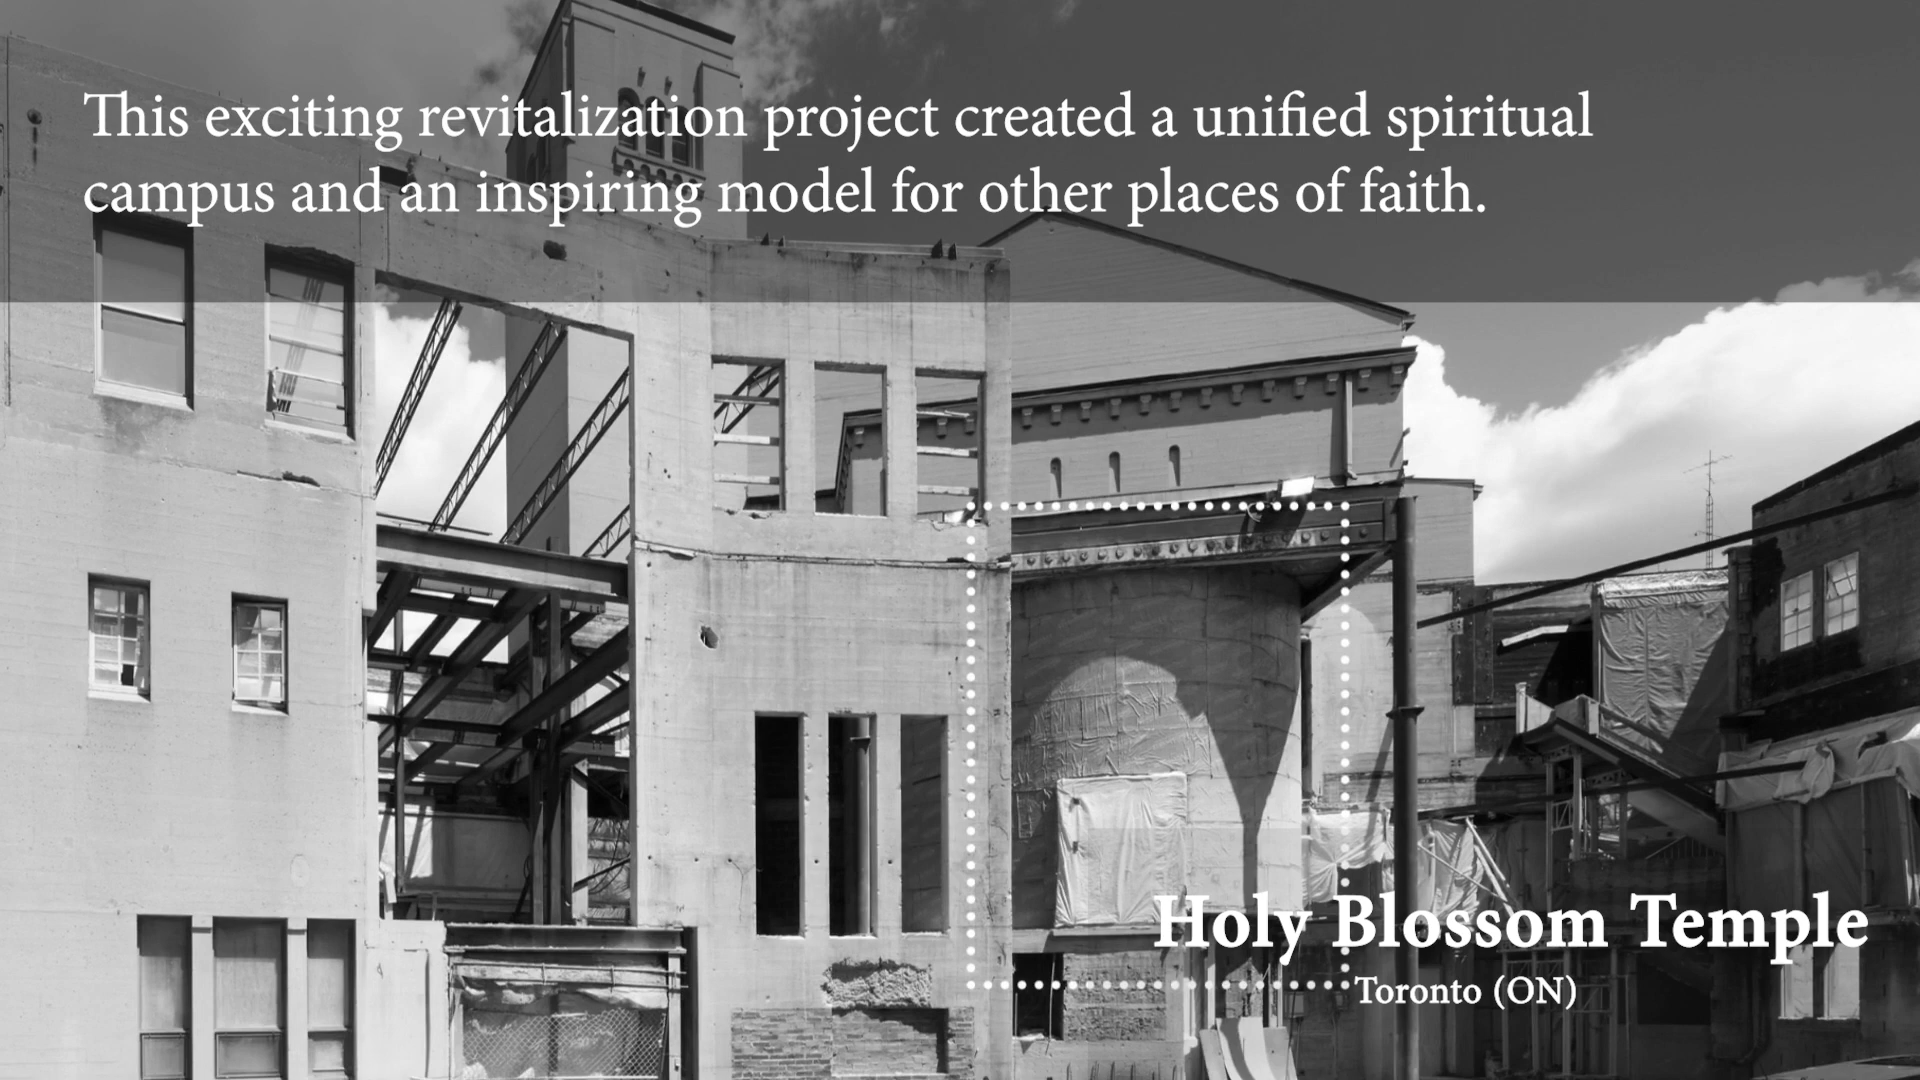 This exciting revitalization project created a unified spiritual
campus and an inspiring model for other places of faith.
Holy Blossom Temple
Toronto (ON)